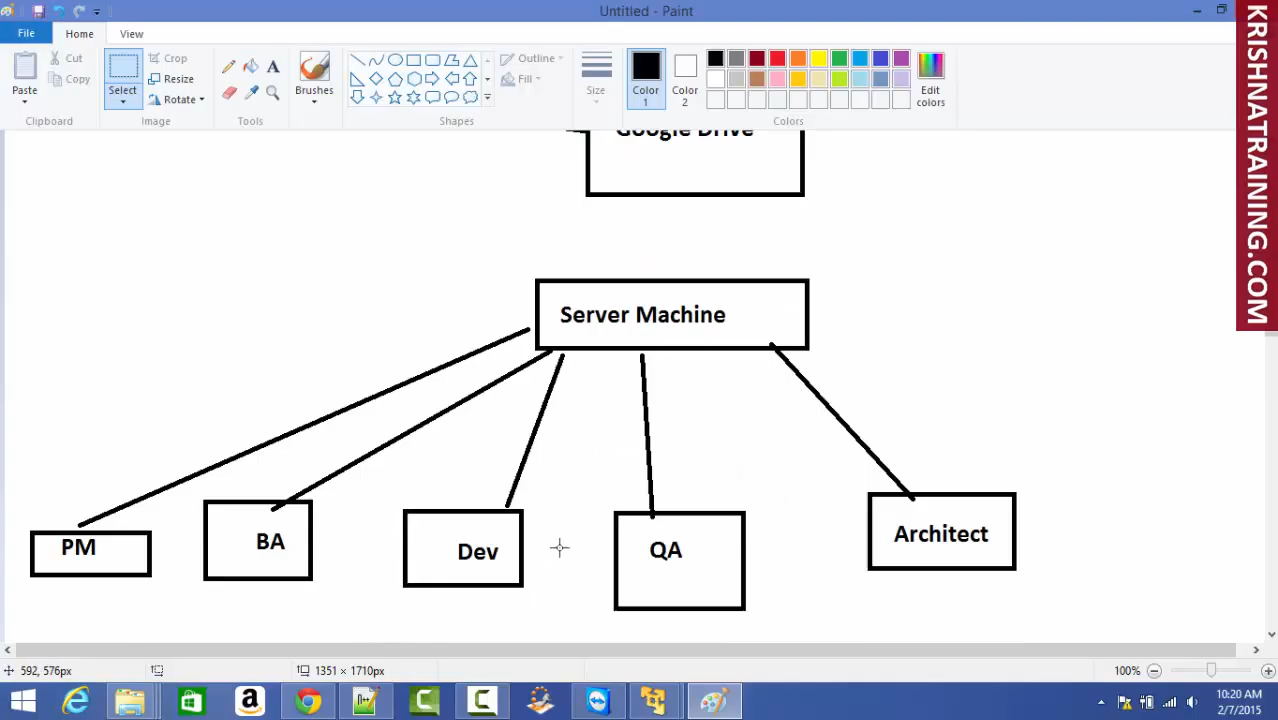 Untitled - Paint
File
Home
View
Paste
Cut
Copy
Clipboard
Select
Crop
Resize
Rotate
Image
Tools
Brushes
Outline
Fill
Shapes
Size
Color 1
Color 2
Edit colors
Colors
KRISHNATRAINING.COM
Google Drive
Server Machine
PM
BA
Dev
QA
Architect
592, 576px
1351 × 1710px
100%
10:20 AM
2/7/2015